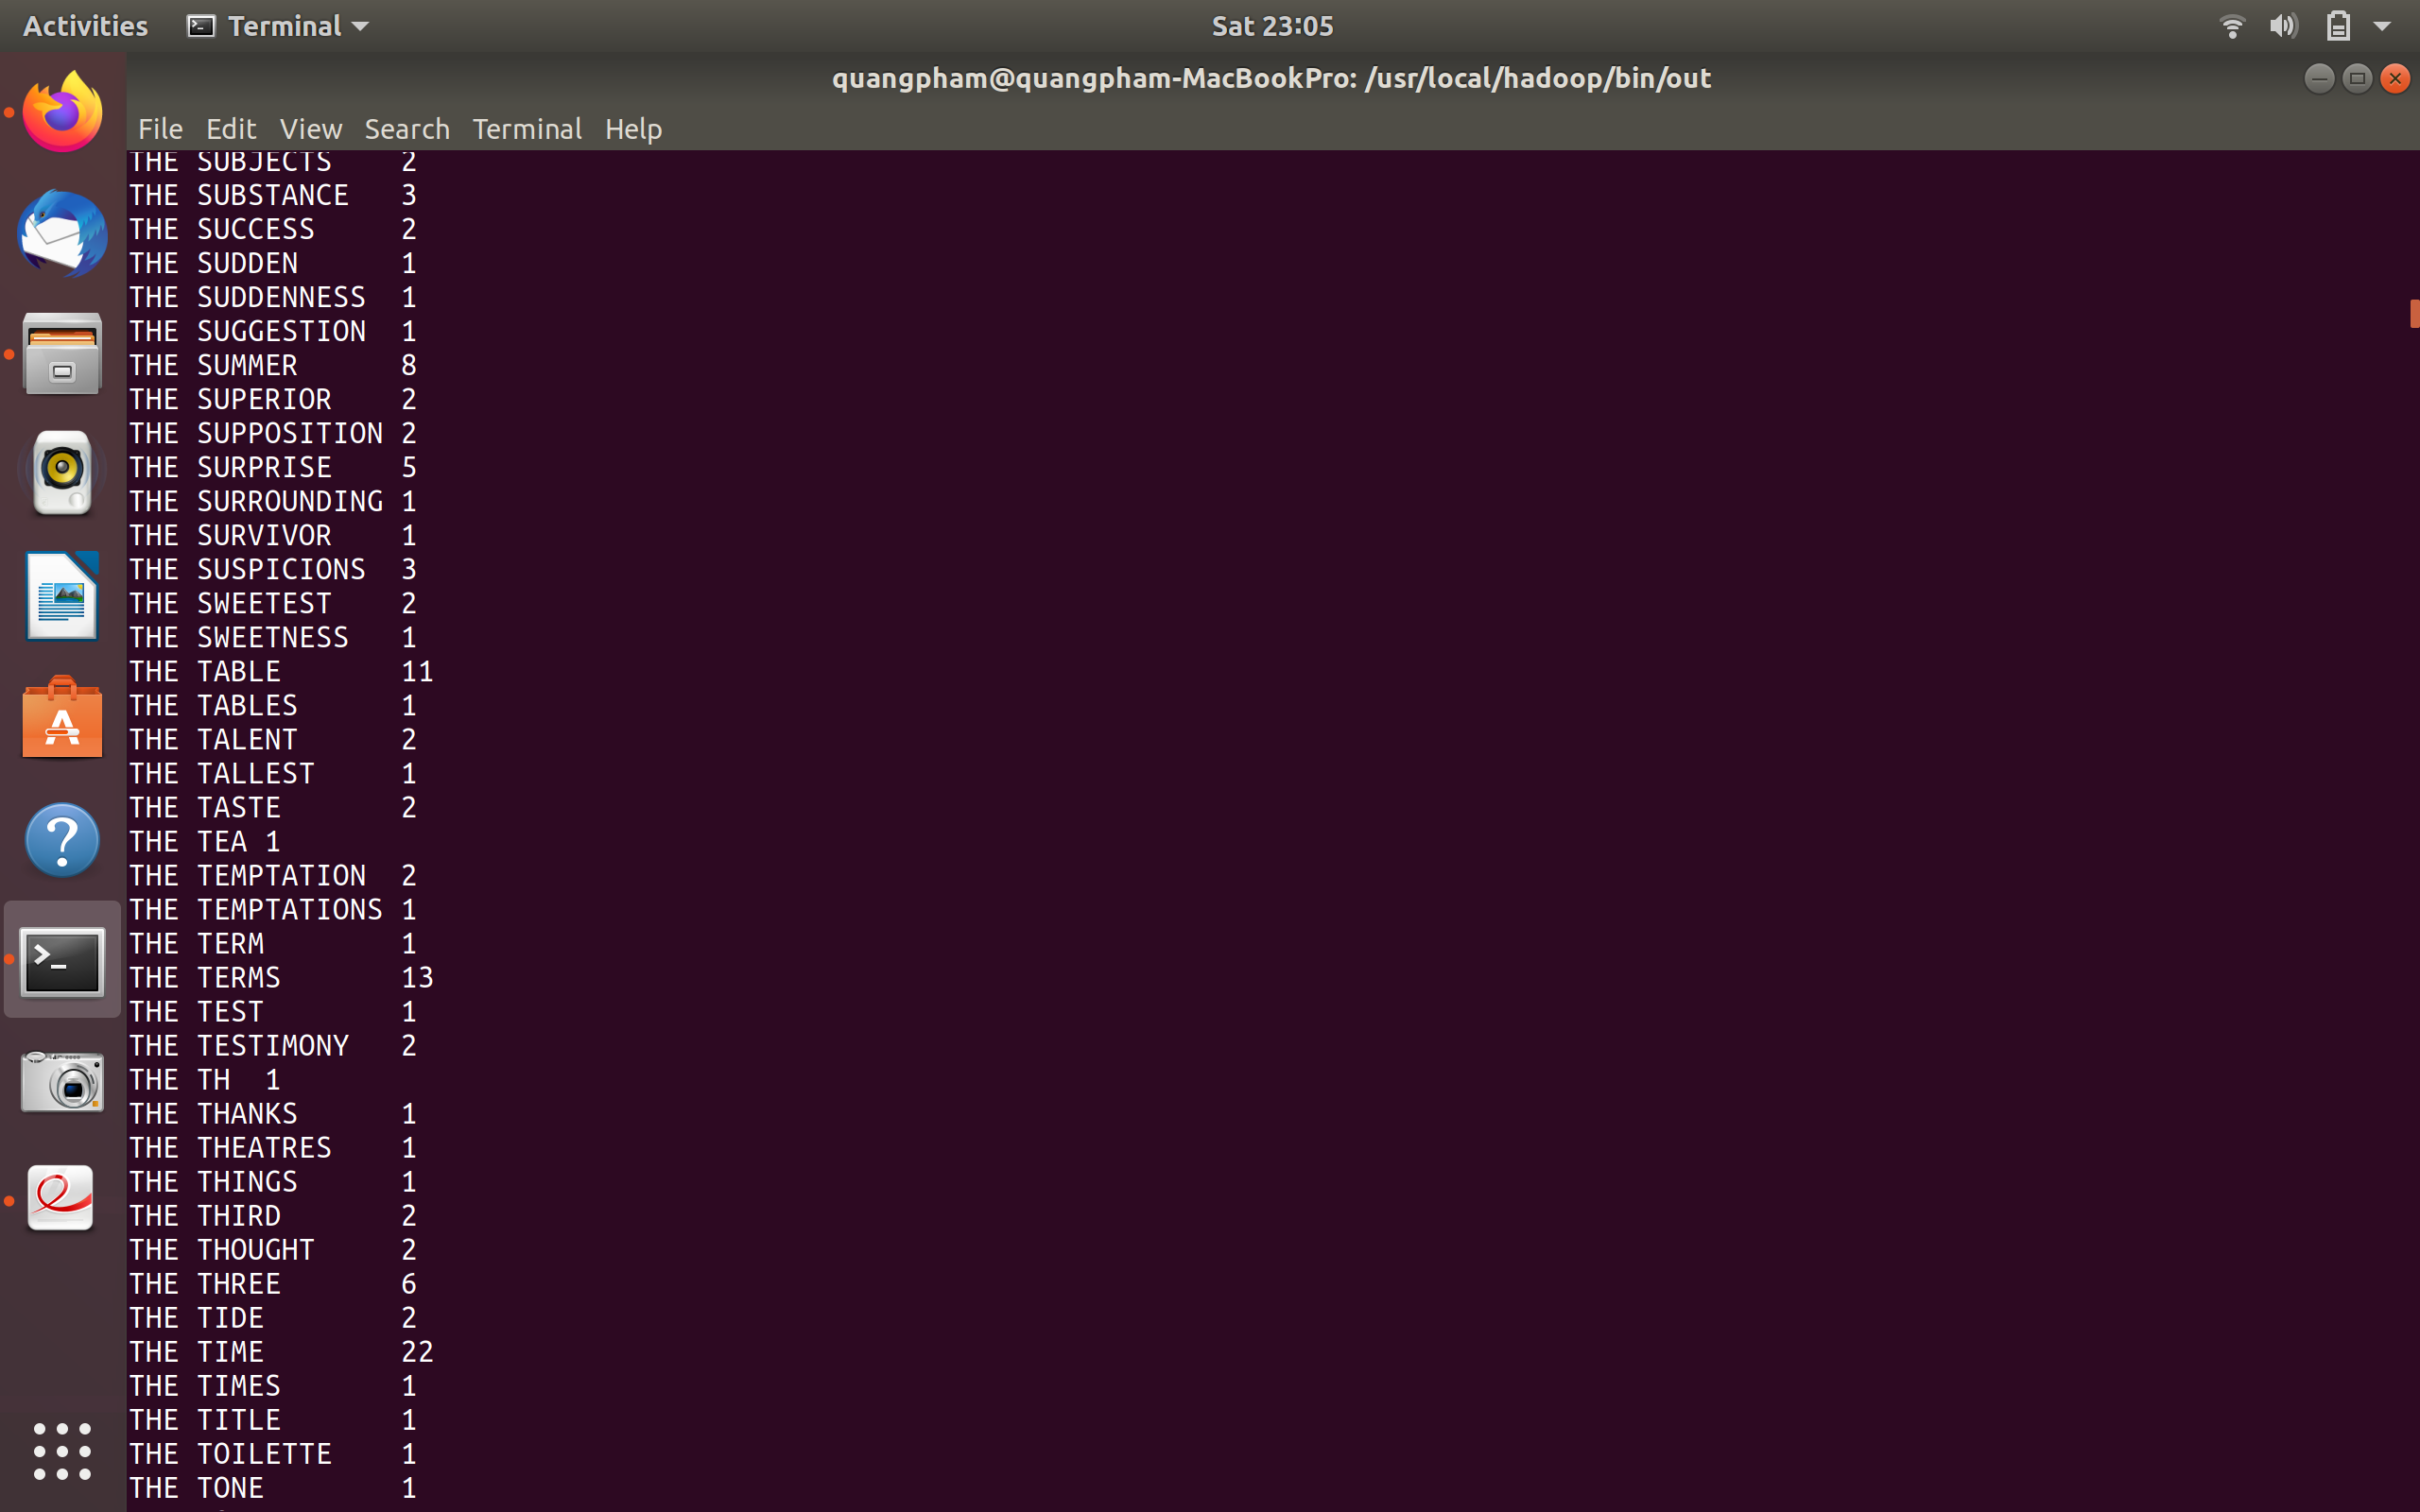 Activities Terminal Sat 23:05
quangpham@quangpham-MacBookPro: /usr/local/hadoop/bin/out
File Edit View Search Terminal Help
THE SUBJECTS 2
THE SUBSTANCE 3
THE SUCCESS 2
THE SUDDEN 1
THE SUDDENNESS 1
THE SUGGESTION 1
THE SUMMER 8
THE SUPERIOR 2
THE SUPPOSITION 2
THE SURPRISE 5
THE SURROUNDING 1
THE SURVIVOR 1
THE SUSPICIONS 3
THE SWEETEST 2
THE SWEETNESS 1
THE TABLE 11
THE TABLES 1
THE TALENT 2
THE TALLEST 1
THE TASTE 2
THE TEA 1
THE TEMPTATION 2
THE TEMPTATIONS 1
THE TERM 1
THE TERMS 13
THE TEST 1
THE TESTIMONY 2
THE TH 1
THE THANKS 1
THE THEATRES 1
THE THINGS 1
THE THIRD 2
THE THOUGHT 2
THE THREE 6
THE TIDE 2
THE TIME 22
THE TIMES 1
THE TITLE 1
THE TOILETTE 1
THE TONE 1